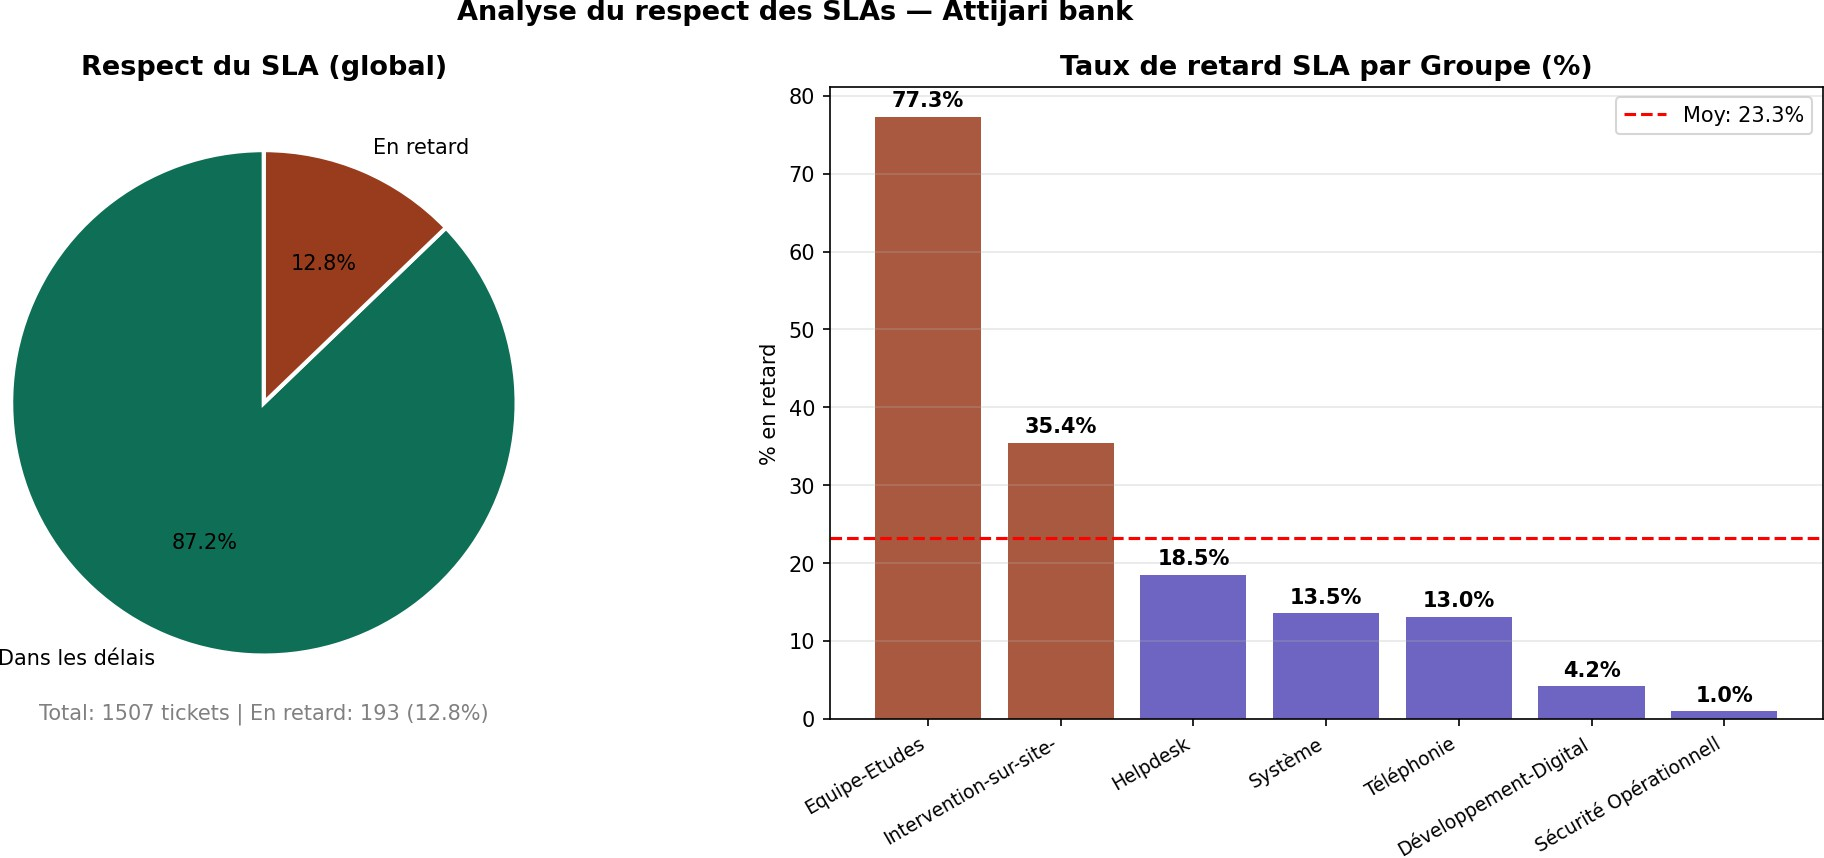 Analyse du respect des SLAs — Attijari bank
Respect du SLA (global)
En retard
12.8%
87.2%
Dans les délais
Total: 1507 tickets | En retard: 193 (12.8%)
Taux de retard SLA par Groupe (%)
Moy: 23.3%
% en retard
80
70
60
50
40
30
20
10
0
77.3%
35.4%
18.5%
13.5%
13.0%
4.2%
1.0%
Equipe-Etudes
Intervention-sur-site-
Helpdesk
Système
Téléphonie
Développement-Digital
Sécurité Opérationnell